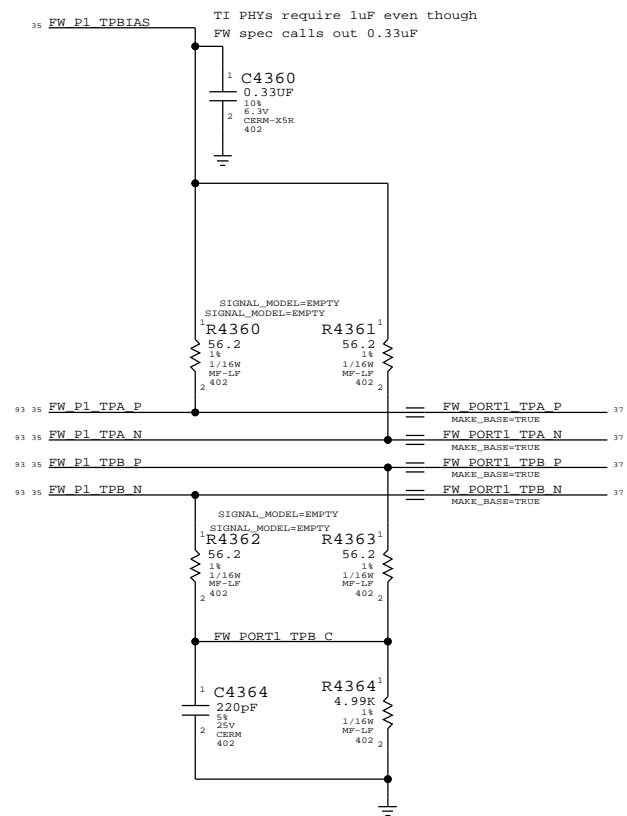 TI PHYs require 1uF even though
FW spec calls out 0.33uF
35 FW_P1_TPBIAS
1 C4360
0.33UF
10%
6.3V
2 CERM-X5R
402
SIGNAL_MODEL=EMPTY
SIGNAL_MODEL=EMPTY
1 R4360
56.2
1%
1/16W
MF-LF
2 402
R4361 1
56.2
1%
1/16W
MF-LF
402 2
93 35 FW_P1_TPA_P
FW_PORT1_TPA_P 37
MAKE_BASE=TRUE
93 35 FW_P1_TPA_N
FW_PORT1_TPA_N 37
MAKE_BASE=TRUE
93 35 FW_P1_TPB_P
FW_PORT1_TPB_P 37
MAKE_BASE=TRUE
93 35 FW_P1_TPB_N
FW_PORT1_TPB_N 37
MAKE_BASE=TRUE
SIGNAL_MODEL=EMPTY
SIGNAL_MODEL=EMPTY
1 R4362
56.2
1%
1/16W
MF-LF
2 402
R4363 1
56.2
1%
1/16W
MF-LF
402 2
FW_PORT1_TPB_C
1 C4364
220pF
5%
2 25V
CERM
402
R4364 1
4.99K
1%
1/16W
MF-LF
402 2